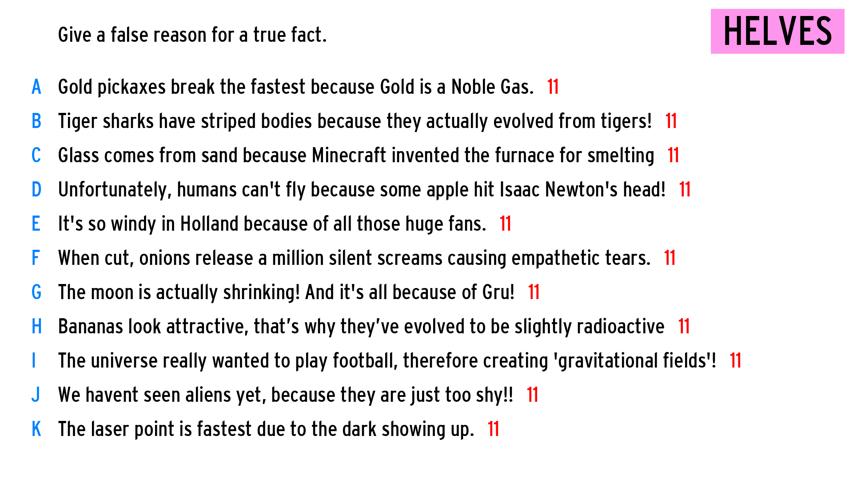 Give a false reason for a true fact.
HELVES
A Gold pickaxes break the fastest because Gold is a Noble Gas. 11
B Tiger sharks have striped bodies because they actually evolved from tigers! 11
C Glass comes from sand because Minecraft invented the furnace for smelting 11
D Unfortunately, humans can't fly because some apple hit Isaac Newton's head! 11
E It's so windy in Holland because of all those huge fans. 11
F When cut, onions release a million silent screams causing empathetic tears. 11
G The moon is actually shrinking! And it's all because of Gru! 11
H Bananas look attractive, that’s why they’ve evolved to be slightly radioactive 11
I The universe really wanted to play football, therefore creating 'gravitational fields'! 11
J We havent seen aliens yet, because they are just too shy!! 11
K The laser point is fastest due to the dark showing up. 11